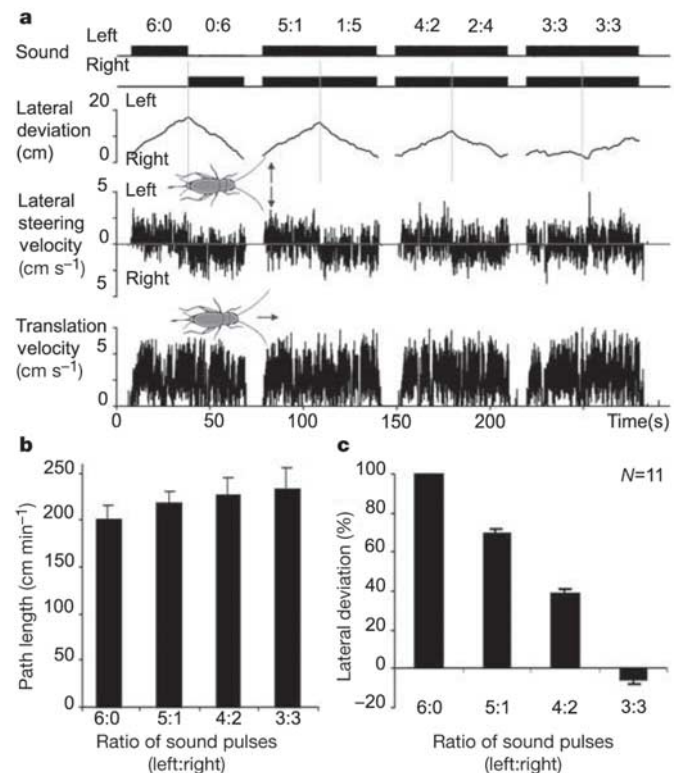 a
6:0 0:6 5:1 1:5 4:2 2:4 3:3 3:3
Left
Sound
Right
20
Left
Lateral
deviation
(cm)
0
Right
5
Left
Lateral
steering
velocity
(cm s−1)
0
5
Right
Translation
velocity
(cm s−1)
5
0
0 50 100 150 200 Time(s)
b
Path length (cm min−1)
250
200
150
100
50
0
6:0 5:1 4:2 3:3
Ratio of sound pulses
(left:right)
c
N=11
Lateral deviation (%)
100
80
60
40
20
0
−20
6:0 5:1 4:2 3:3
Ratio of sound pulses
(left:right)